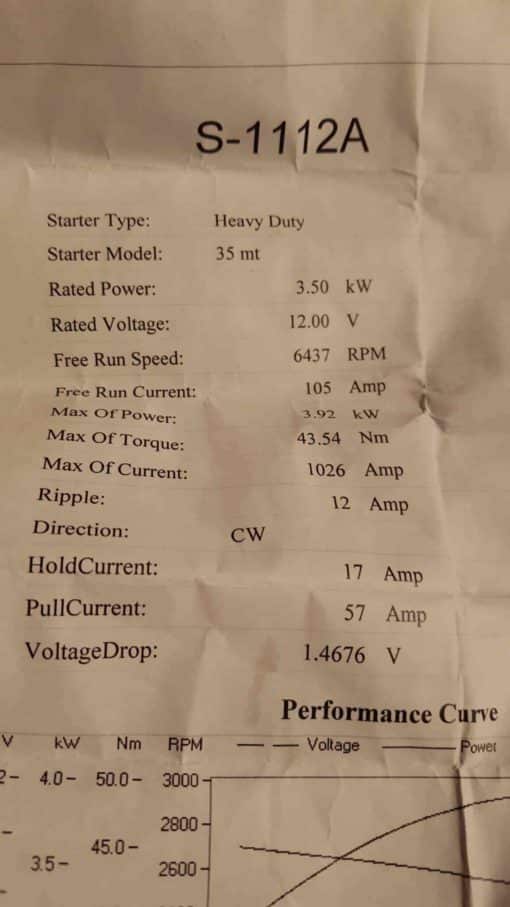 S-1112A
Starter Type: Heavy Duty
Starter Model: 35 mt
Rated Power: 3.50 kW
Rated Voltage: 12.00 V
Free Run Speed: 6437 RPM
Free Run Current: 105 Amp
Max Of Power: 3.92 kW
Max Of Torque: 43.54 Nm
Max Of Current: 1026 Amp
Ripple: 12 Amp
Direction: CW
HoldCurrent: 17 Amp
PullCurrent: 57 Amp
VoltageDrop: 1.4676 V
Performance Curve
V kW Nm RPM Voltage Power
4.0 50.0 3000
2800
45.0
3.5 2600